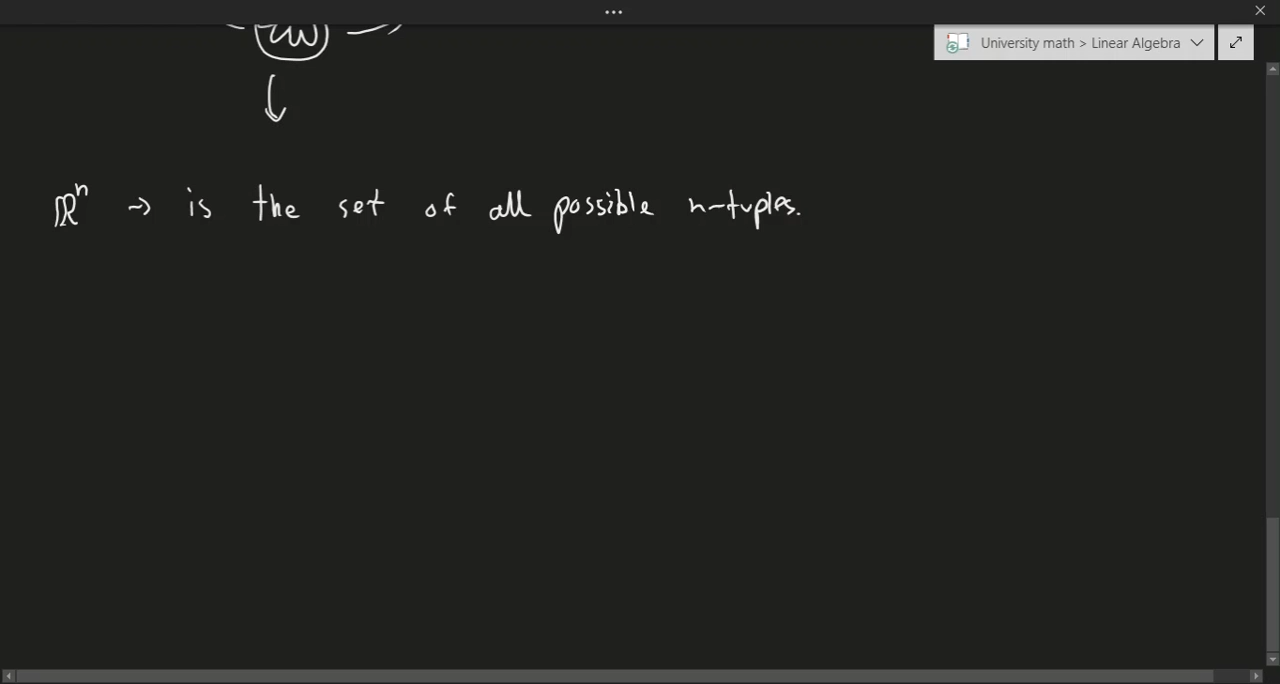 University math > Linear Algebra
ℝⁿ → is the set of all possible n-tuples.